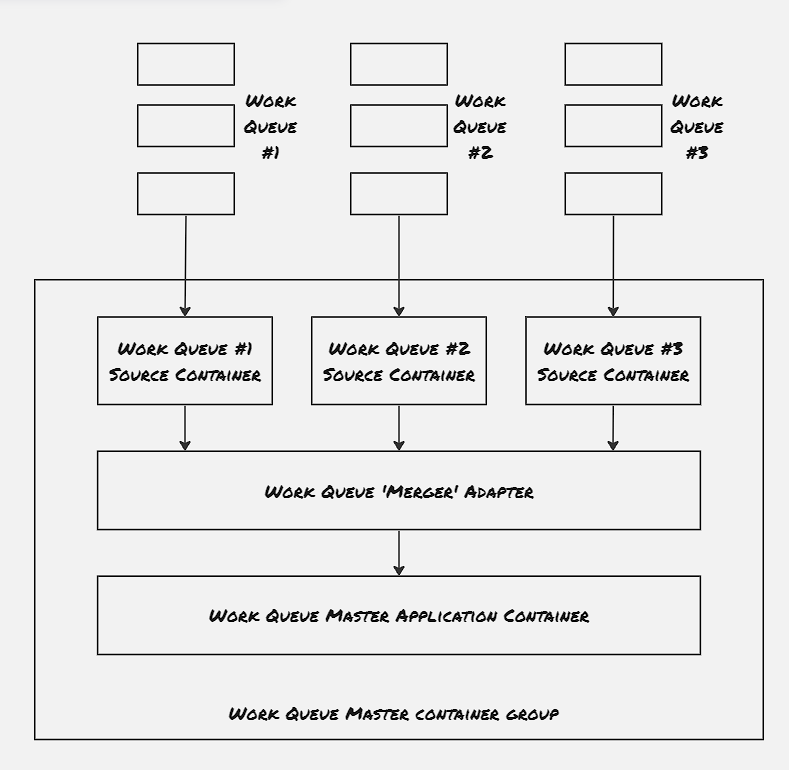 Work
Queue
#1
Work
Queue
#2
Work
Queue
#3
Work Queue #1
Source Container
Work Queue #2
Source Container
Work Queue #3
Source Container
Work Queue 'Merger' Adapter
Work Queue Master Application Container
Work Queue Master container group